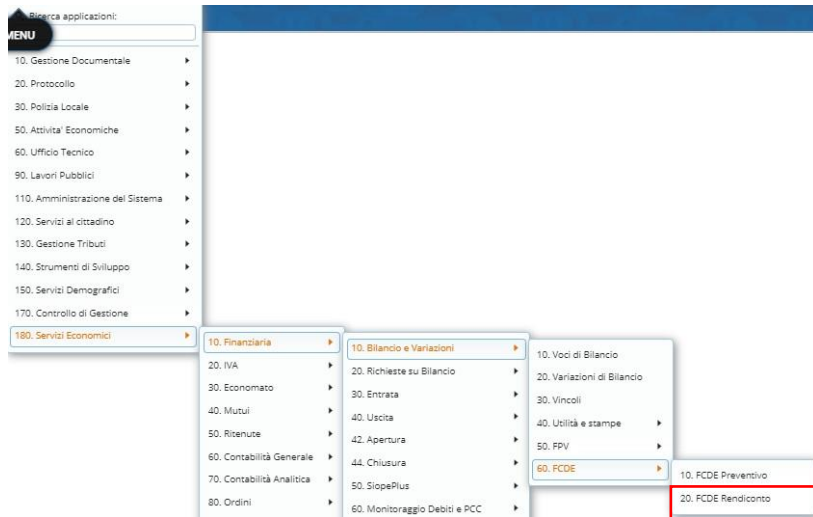 Ricerca applicazioni:
MENU
10. Gestione Documentale
20. Protocollo
30. Polizia Locale
50. Attivita' Economiche
60. Ufficio Tecnico
90. Lavori Pubblici
110. Amministrazione del Sistema
120. Servizi al cittadino
130. Gestione Tributi
140. Strumenti di Sviluppo
150. Servizi Demografici
170. Controllo di Gestione
180. Servizi Economici
10. Finanziaria
20. IVA
30. Economato
40. Mutui
50. Ritenute
60. Contabilità Generale
70. Contabilità Analitica
80. Ordini
10. Bilancio e Variazioni
20. Richieste su Bilancio
30. Entrata
40. Uscita
42. Apertura
44. Chiusura
50. SiopePlus
60. Monitoraggio Debiti e PCC
10. Voci di Bilancio
20. Variazioni di Bilancio
30. Vincoli
40. Utilità e stampe
50. FPV
60. FCDE
10. FCDE Preventivo
20. FCDE Rendiconto